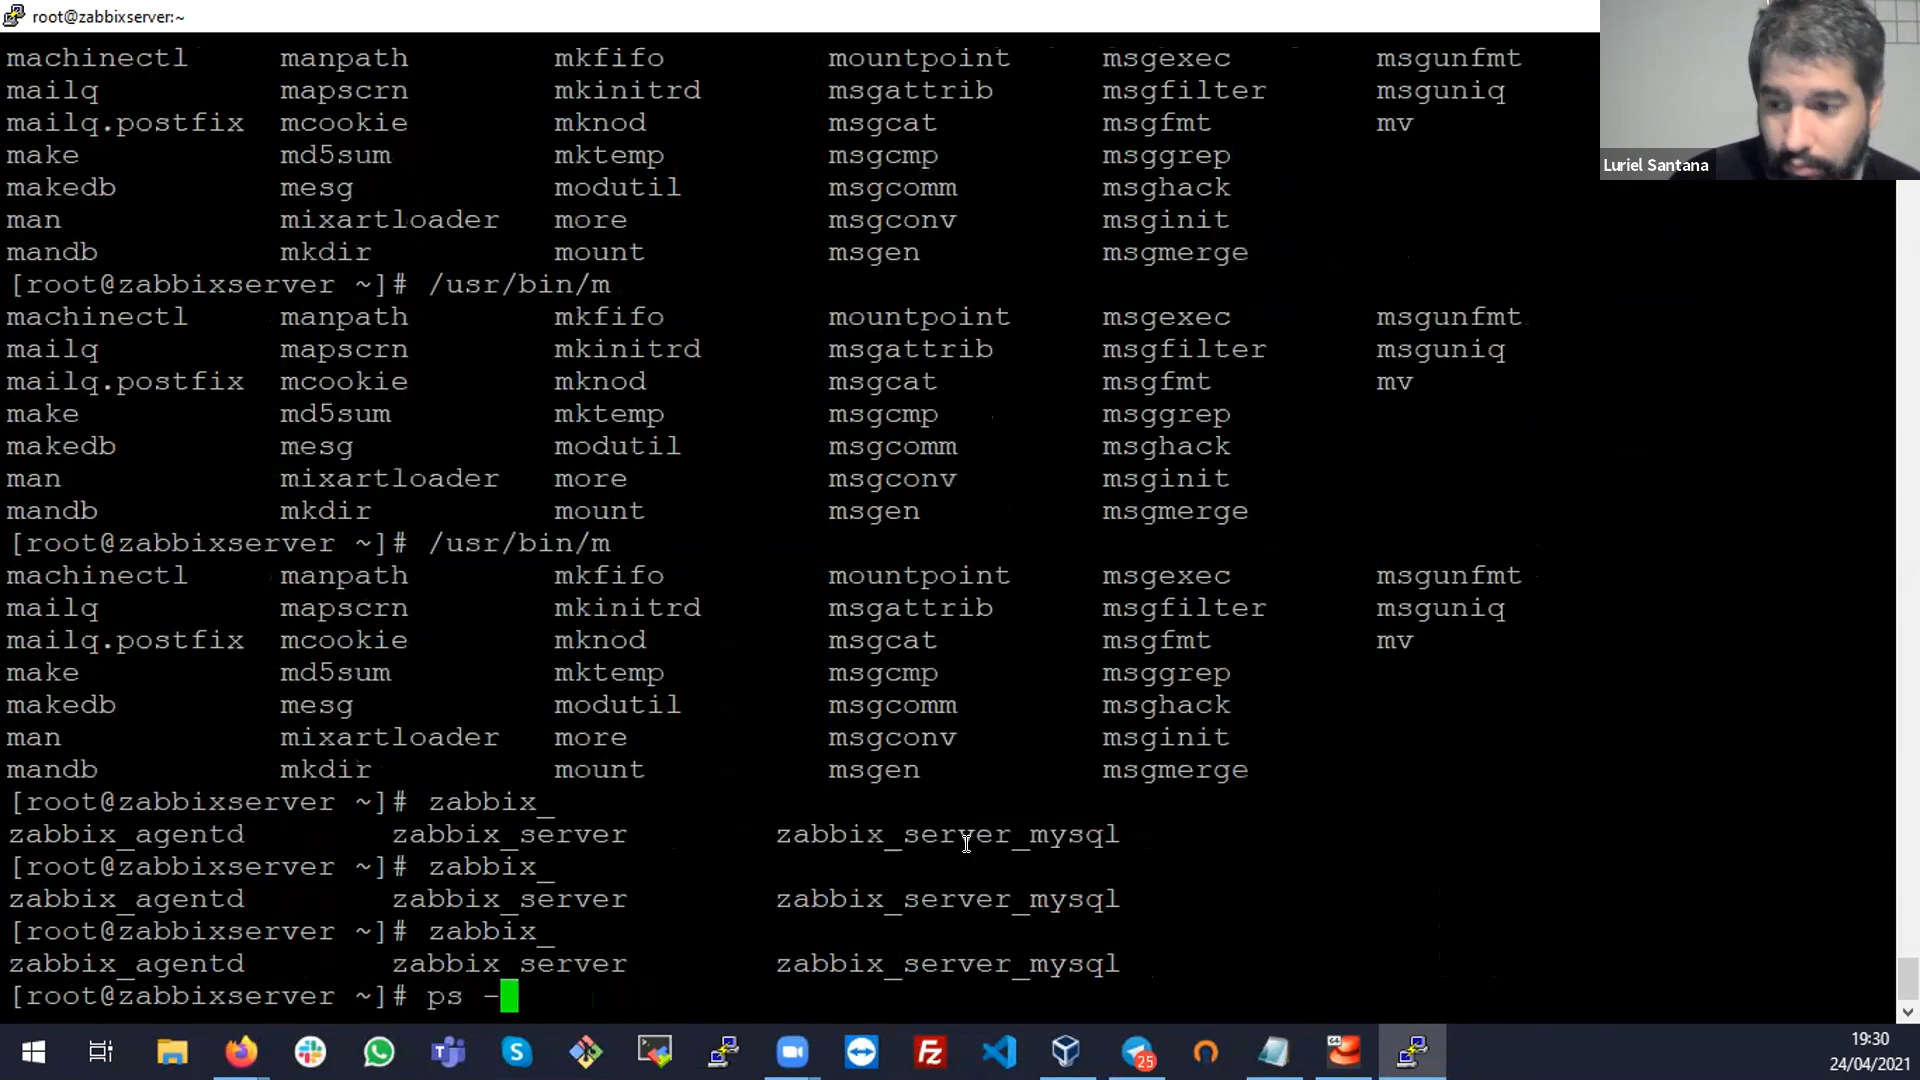 root@zabbixserver:~
machinectl manpath mkfifo mountpoint msgexec msgunfmt
mailq mapscrn mkinitrd msgattrib msgfilter msguniq
mailq.postfix mcookie mknod msgcat msgfmt mv
make md5sum mktemp msgcmp msggrep
makedb mesg modutil msgcomm msghack
man mixartloader more msgconv msginit
mandb mkdir mount msgen msgmerge
[root@zabbixserver ~]# /usr/bin/m
machinectl manpath mkfifo mountpoint msgexec msgunfmt
mailq mapscrn mkinitrd msgattrib msgfilter msguniq
mailq.postfix mcookie mknod msgcat msgfmt mv
make md5sum mktemp msgcmp msggrep
makedb mesg modutil msgcomm msghack
man mixartloader more msgconv msginit
mandb mkdir mount msgen msgmerge
[root@zabbixserver ~]# /usr/bin/m
machinectl manpath mkfifo mountpoint msgexec msgunfmt
mailq mapscrn mkinitrd msgattrib msgfilter msguniq
mailq.postfix mcookie mknod msgcat msgfmt mv
make md5sum mktemp msgcmp msggrep
makedb mesg modutil msgcomm msghack
man mixartloader more msgconv msginit
mandb mkdir mount msgen msgmerge
[root@zabbixserver ~]# zabbix_
zabbix_agentd zabbix_server zabbix_server_mysql
[root@zabbixserver ~]# zabbix_
zabbix_agentd zabbix_server zabbix_server_mysql
[root@zabbixserver ~]# zabbix_
zabbix_agentd zabbix_server zabbix_server_mysql
[root@zabbixserver ~]# ps -
Luriel Santana
25
64
19:30
24/04/2021